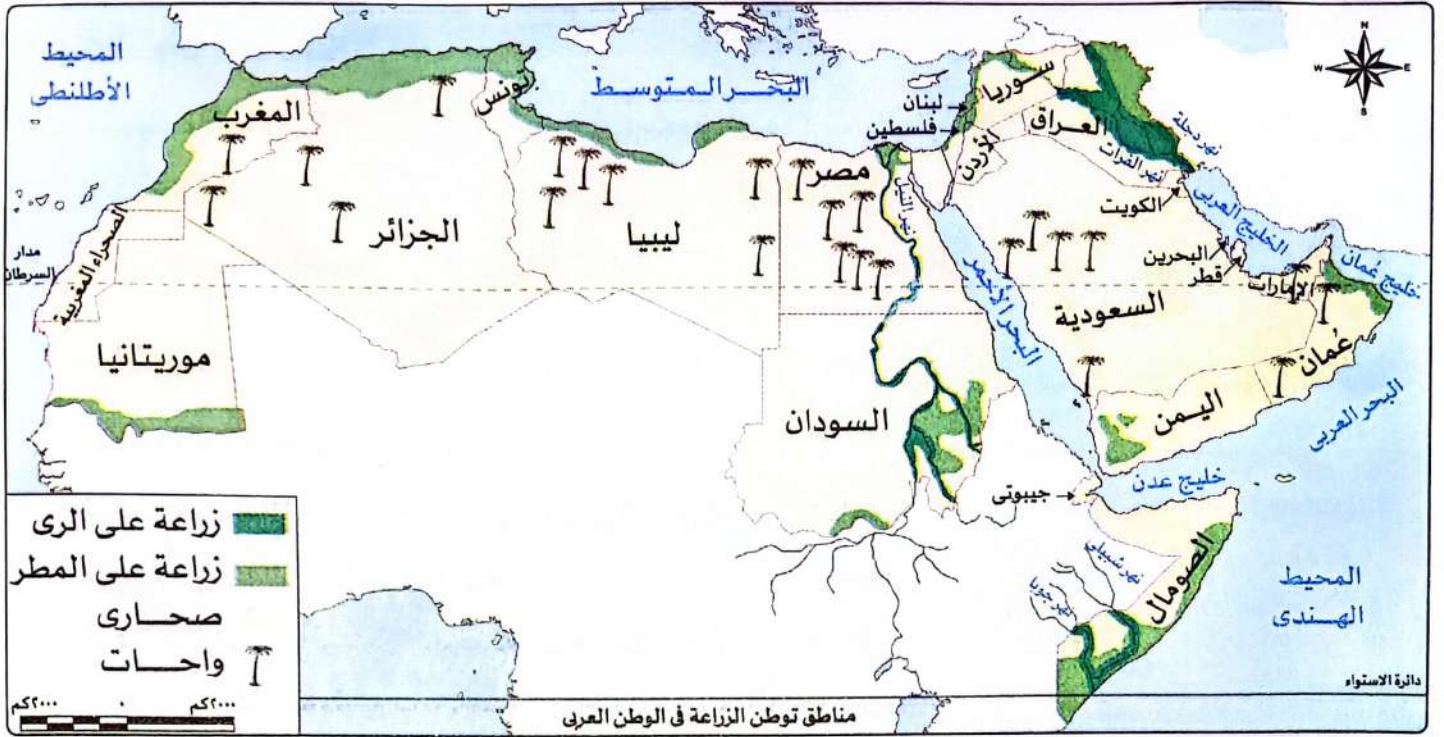 المحيط
الأطلنطى
البحر المتوسط
N
W
E
S
تونس
المغرب
الجزائر
ليبيا
مصر
نهر النيل
لبنان
فلسطين
سوريا
الأردن
العراق
نهر دجلة
نهر الفرات
الكويت
الخليج العربى
البحرين
قطر
الإمارات
خليج عُمان
السعودية
عُمان
اليمن
البحر العربى
البحر الأحمر
مدار
السرطان
الصحراء المغربية
موريتانيا
السودان
جيبوتى
خليج عدن
الصومال
نهر شبيلى
نهر جوبا
المحيط
الهندى
دائرة الاستواء
زراعة على الرى
زراعة على المطر
صحارى
واحات
٢٠٠٠كم
٠
٢٠٠٠كم
مناطق توطن الزراعة فى الوطن العربى